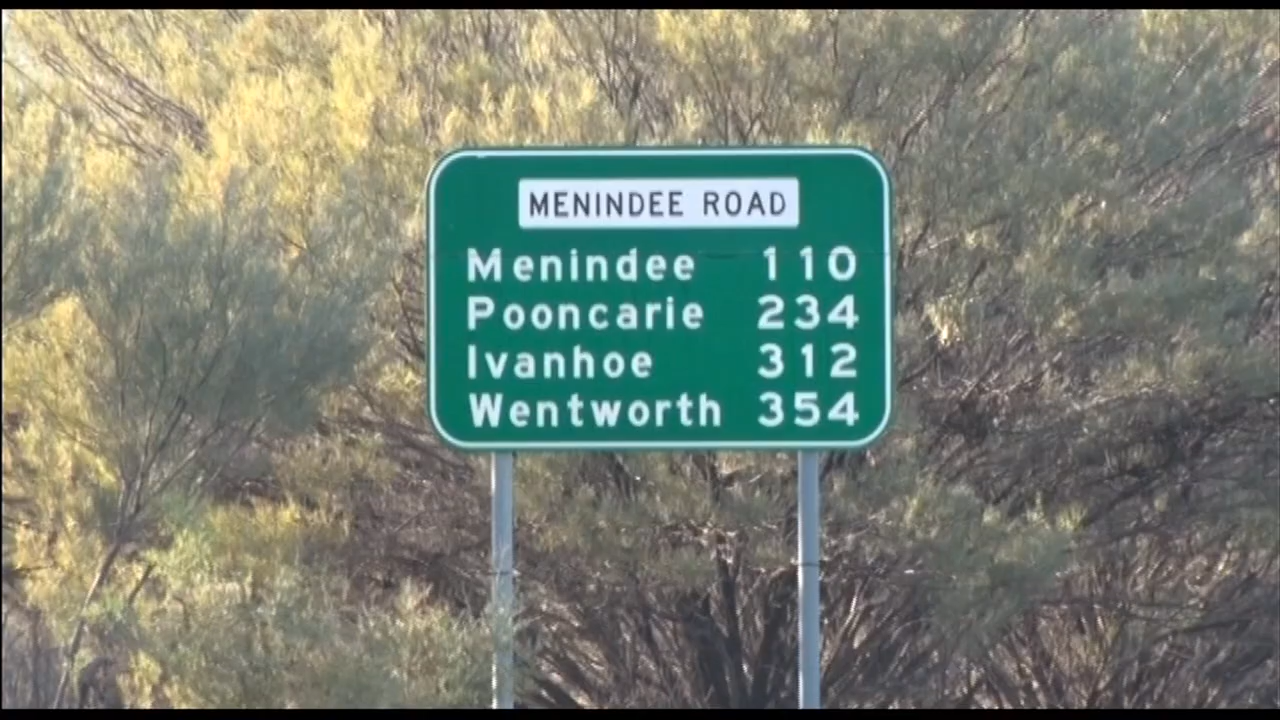 MENINDEE ROAD
Menindee 110
Pooncarie 234
Ivanhoe 312
Wentworth 354